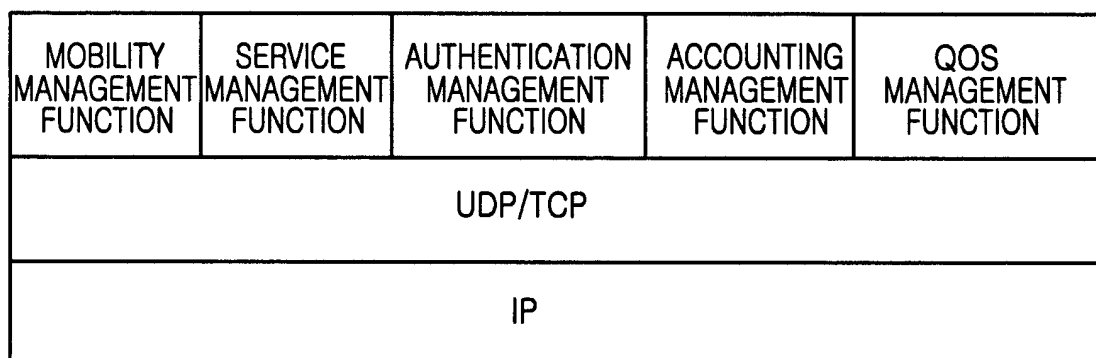 MOBILITY
MANAGEMENT
FUNCTION
SERVICE
MANAGEMENT
FUNCTION
AUTHENTICATION
MANAGEMENT
FUNCTION
ACCOUNTING
MANAGEMENT
FUNCTION
QOS
MANAGEMENT
FUNCTION
UDP/TCP
IP